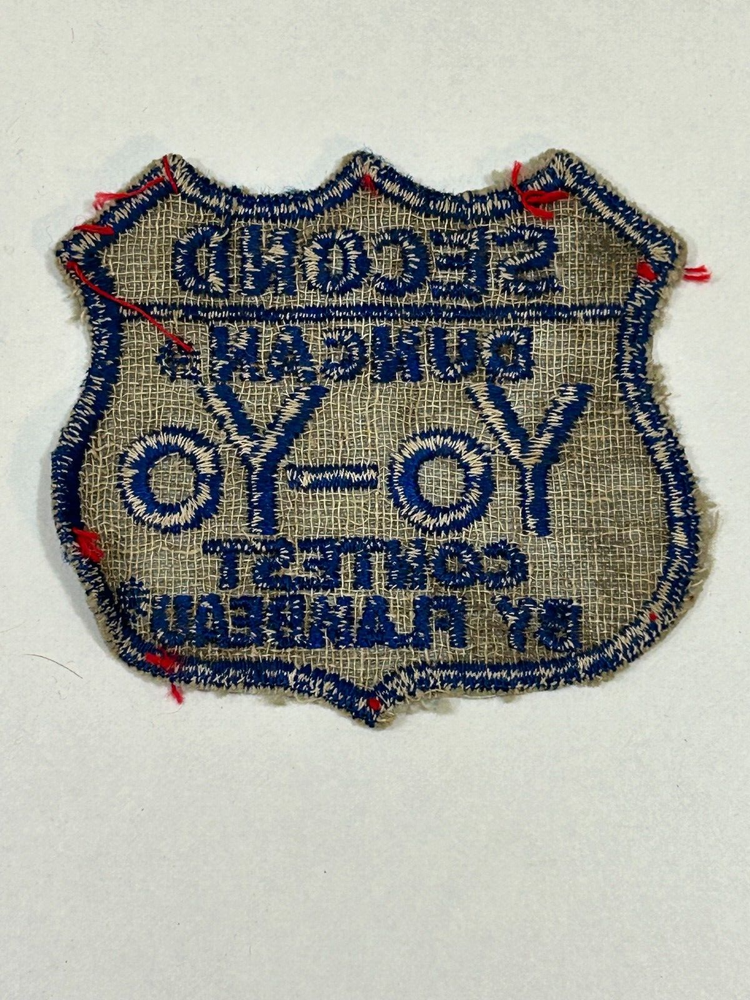 SECOND
DUNCAN
YO-YO
CONTEST
BY FLAMBEAU